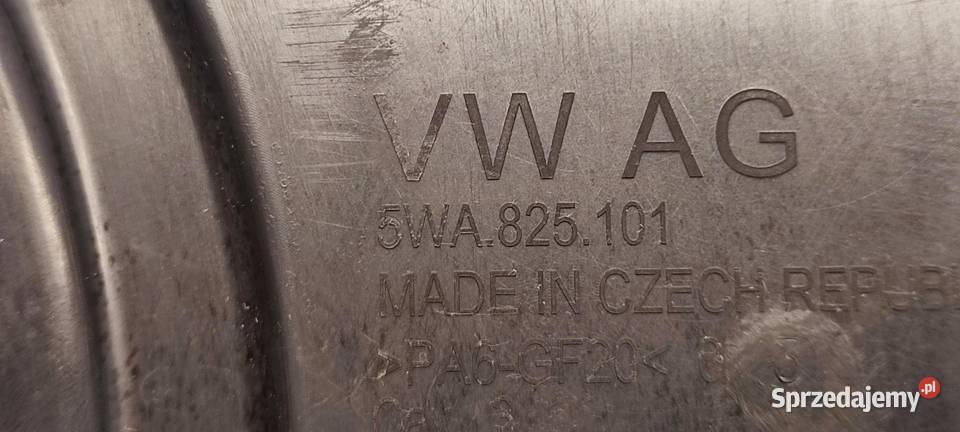 VW AG
5WA.825.101
MADE IN CZECH REPUB
>PA6-GF20<
Sprzedajemy.pl